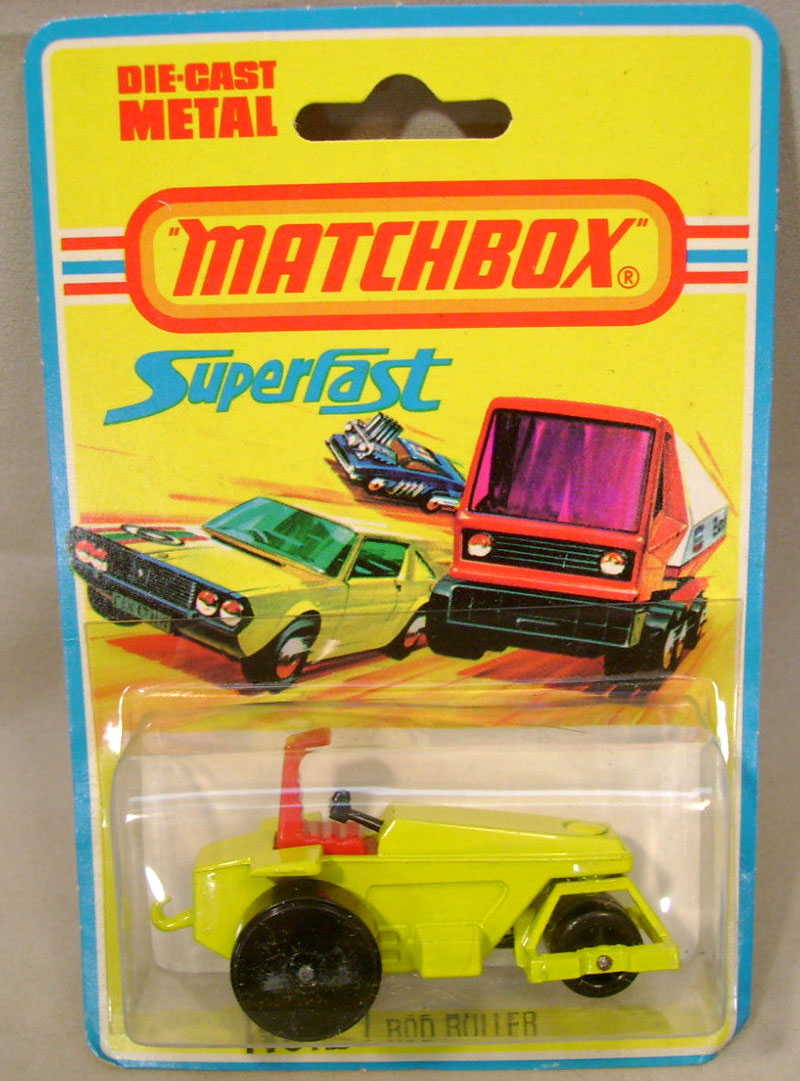 DIE-CAST
METAL
"MATCHBOX"®
Superfast
ROD ROLLER